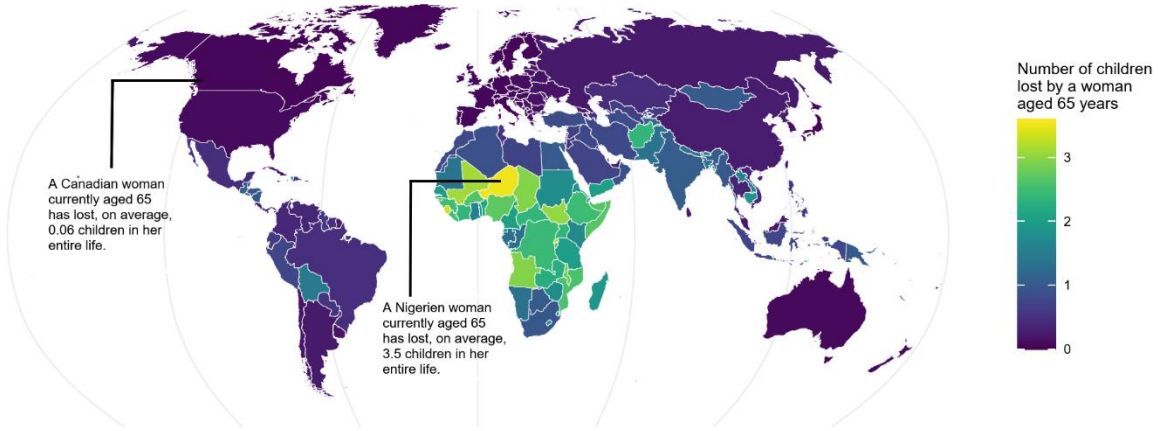 Number of children
lost by a woman
aged 65 years
3
2
1
0
A Canadian woman
currently aged 65
has lost, on average,
0.06 children in her
entire life.
A Nigerien woman
currently aged 65
has lost, on average,
3.5 children in her
entire life.